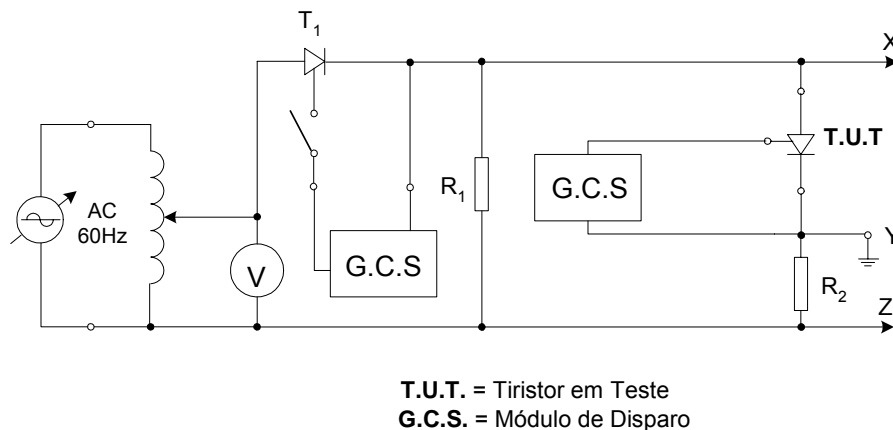 T1
X
T.U.T
G.C.S
R1
AC
60Hz
V
G.C.S
Y
R2
Z
T.U.T. = Tiristor em Teste
G.C.S. = Módulo de Disparo